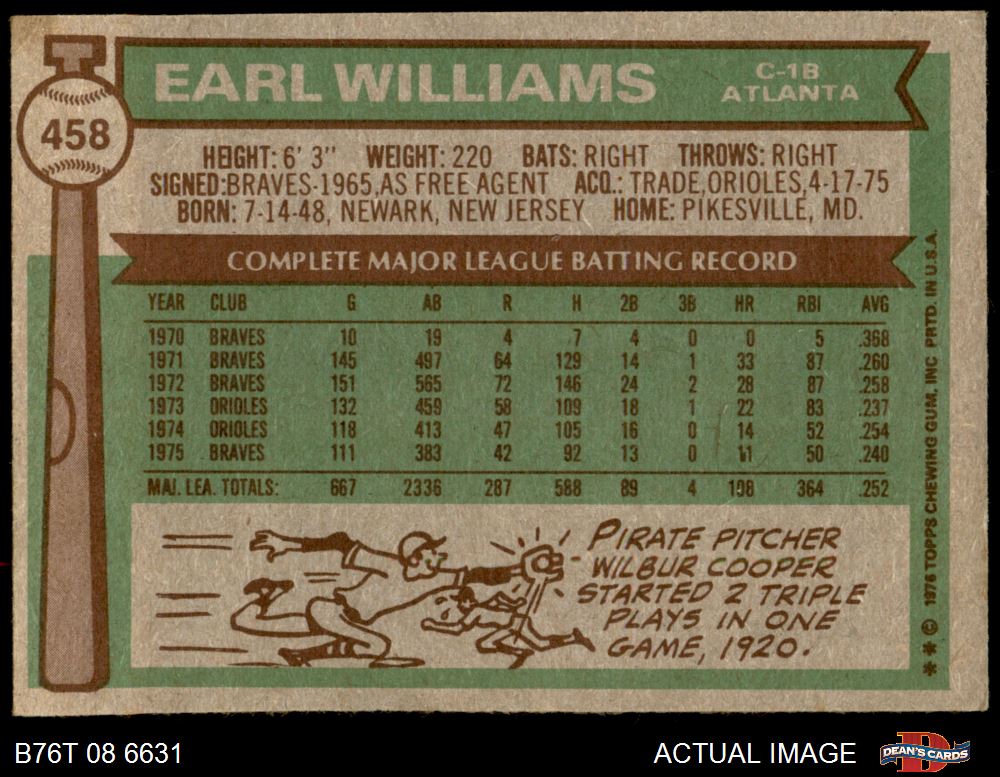 458
EARL WILLIAMS
C-1B
ATLANTA
HEIGHT: 6' 3" WEIGHT: 220 BATS: RIGHT THROWS: RIGHT
SIGNED:BRAVES-1965,AS FREE AGENT ACQ.: TRADE,ORIOLES,4-17-75
BORN: 7-14-48, NEWARK, NEW JERSEY HOME: PIKESVILLE, MD.
COMPLETE MAJOR LEAGUE BATTING RECORD
YEAR CLUB G AB R H 2B 3B HR RBI AVG
1970 BRAVES 10 19 4 7 4 0 0 5 .368
1971 BRAVES 145 497 64 129 14 1 33 87 .260
1972 BRAVES 151 565 72 146 24 2 28 87 .258
1973 ORIOLES 132 459 58 109 18 1 22 83 .237
1974 ORIOLES 118 413 47 105 16 0 14 52 .254
1975 BRAVES 111 383 42 92 13 0 11 50 .240
MAJ. LEA. TOTALS: 667 2336 287 588 89 4 108 364 .252
PIRATE PITCHER
WILBUR COOPER
STARTED 2 TRIPLE
PLAYS IN ONE
GAME, 1920.
** © 1976 TOPPS CHEWING GUM, INC PRTD. IN U.S.A.
B76T 08 6631
ACTUAL IMAGE
D
DEAN'S CARDS